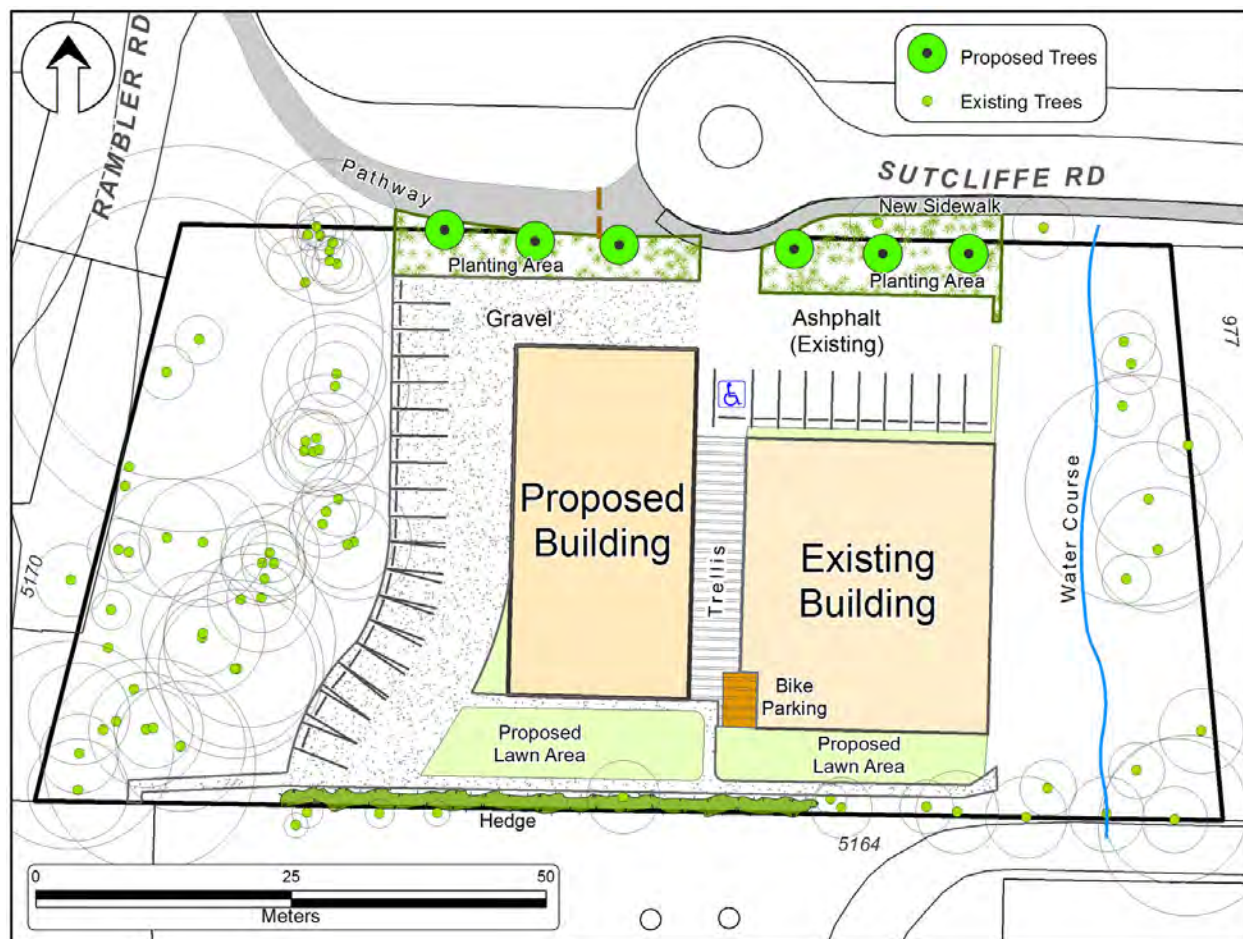 RAMBLER RD
Proposed Trees
Existing Trees
Pathway
SUTCLIFFE RD
New Sidewalk
Planting Area
Planting Area
Gravel
Ashphalt
(Existing)
977
Proposed
Building
Trellis
Existing
Building
Water Course
5170
Bike
Parking
Proposed
Lawn Area
Proposed
Lawn Area
Hedge
5164
0
25
50
Meters